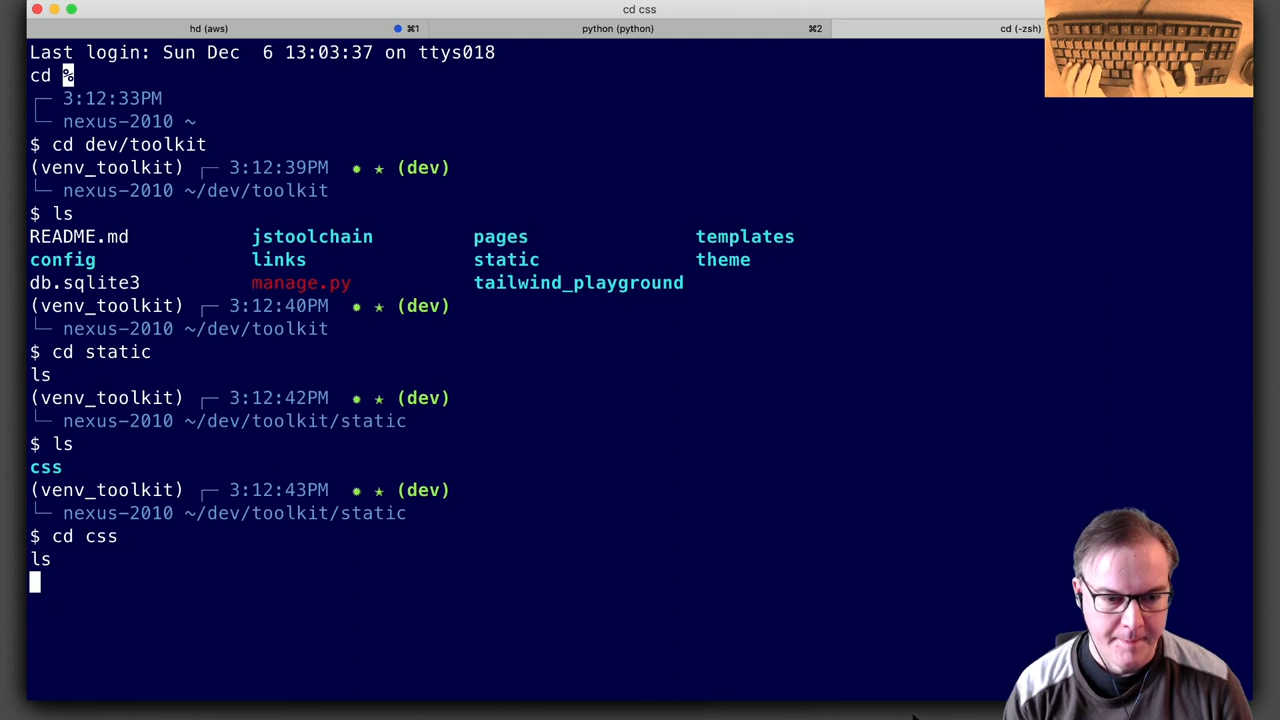 cd css
hd (aws) ⌘1 python (python) ⌘2 cd (-zsh)
Last login: Sun Dec  6 13:03:37 on ttys018
cd %
┌─ 3:12:33PM
└─ nexus-2010 ~
$ cd dev/toolkit
(venv_toolkit) ┌─ 3:12:39PM  ✹ ★ (dev)
└─ nexus-2010 ~/dev/toolkit
$ ls
README.md jstoolchain pages templates
config links static theme
db.sqlite3 manage.py tailwind_playground
(venv_toolkit) ┌─ 3:12:40PM  ✹ ★ (dev)
└─ nexus-2010 ~/dev/toolkit
$ cd static
ls
(venv_toolkit) ┌─ 3:12:42PM  ✹ ★ (dev)
└─ nexus-2010 ~/dev/toolkit/static
$ ls
css
(venv_toolkit) ┌─ 3:12:43PM  ✹ ★ (dev)
└─ nexus-2010 ~/dev/toolkit/static
$ cd css
ls